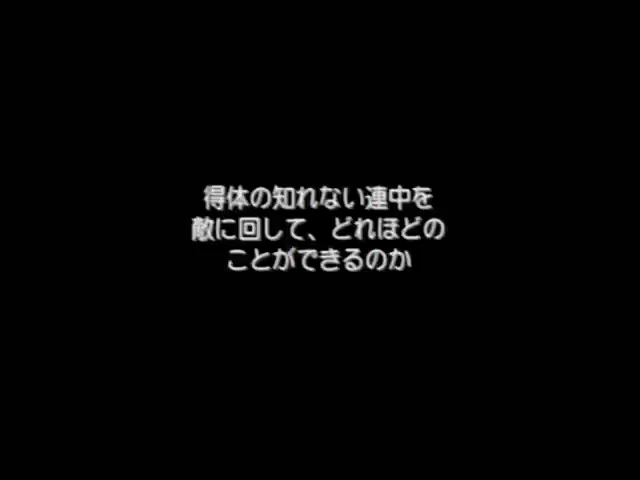 得体の知れない連中を
敵に回して、どれほどの
ことができるのか